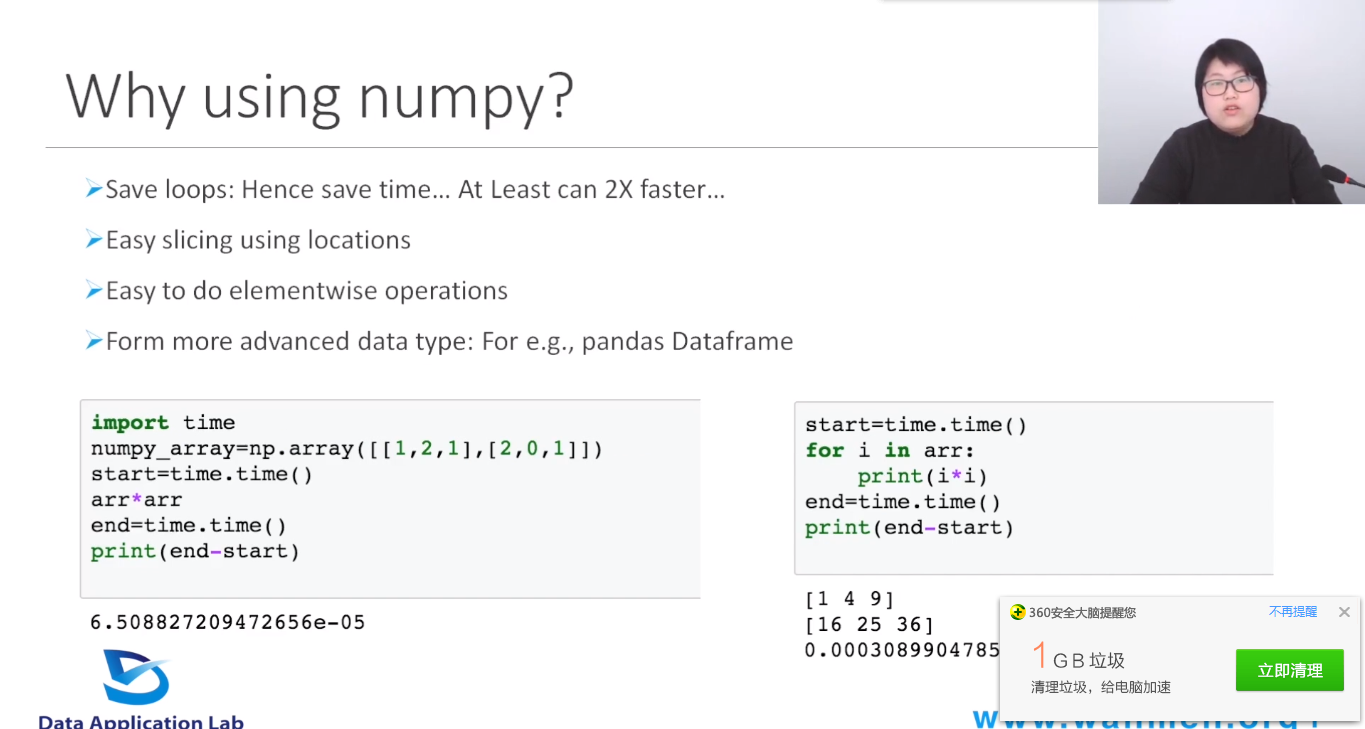 Why using numpy?
Save loops: Hence save time... At Least can 2X faster...
Easy slicing using locations
Easy to do elementwise operations
Form more advanced data type: For e.g., pandas Dataframe
import time
numpy_array=np.array([[1,2,1],[2,0,1]])
start=time.time()
arr*arr
end=time.time()
print(end-start)
6.508827209472656e-05
start=time.time()
for i in arr:
    print(i*i)
end=time.time()
print(end-start)
[1 4 9]
[16 25 36]
0.0003089904785
360安全大脑提醒您
不再提醒
1GB垃圾
清理垃圾，给电脑加速
立即清理
Data Application Lab